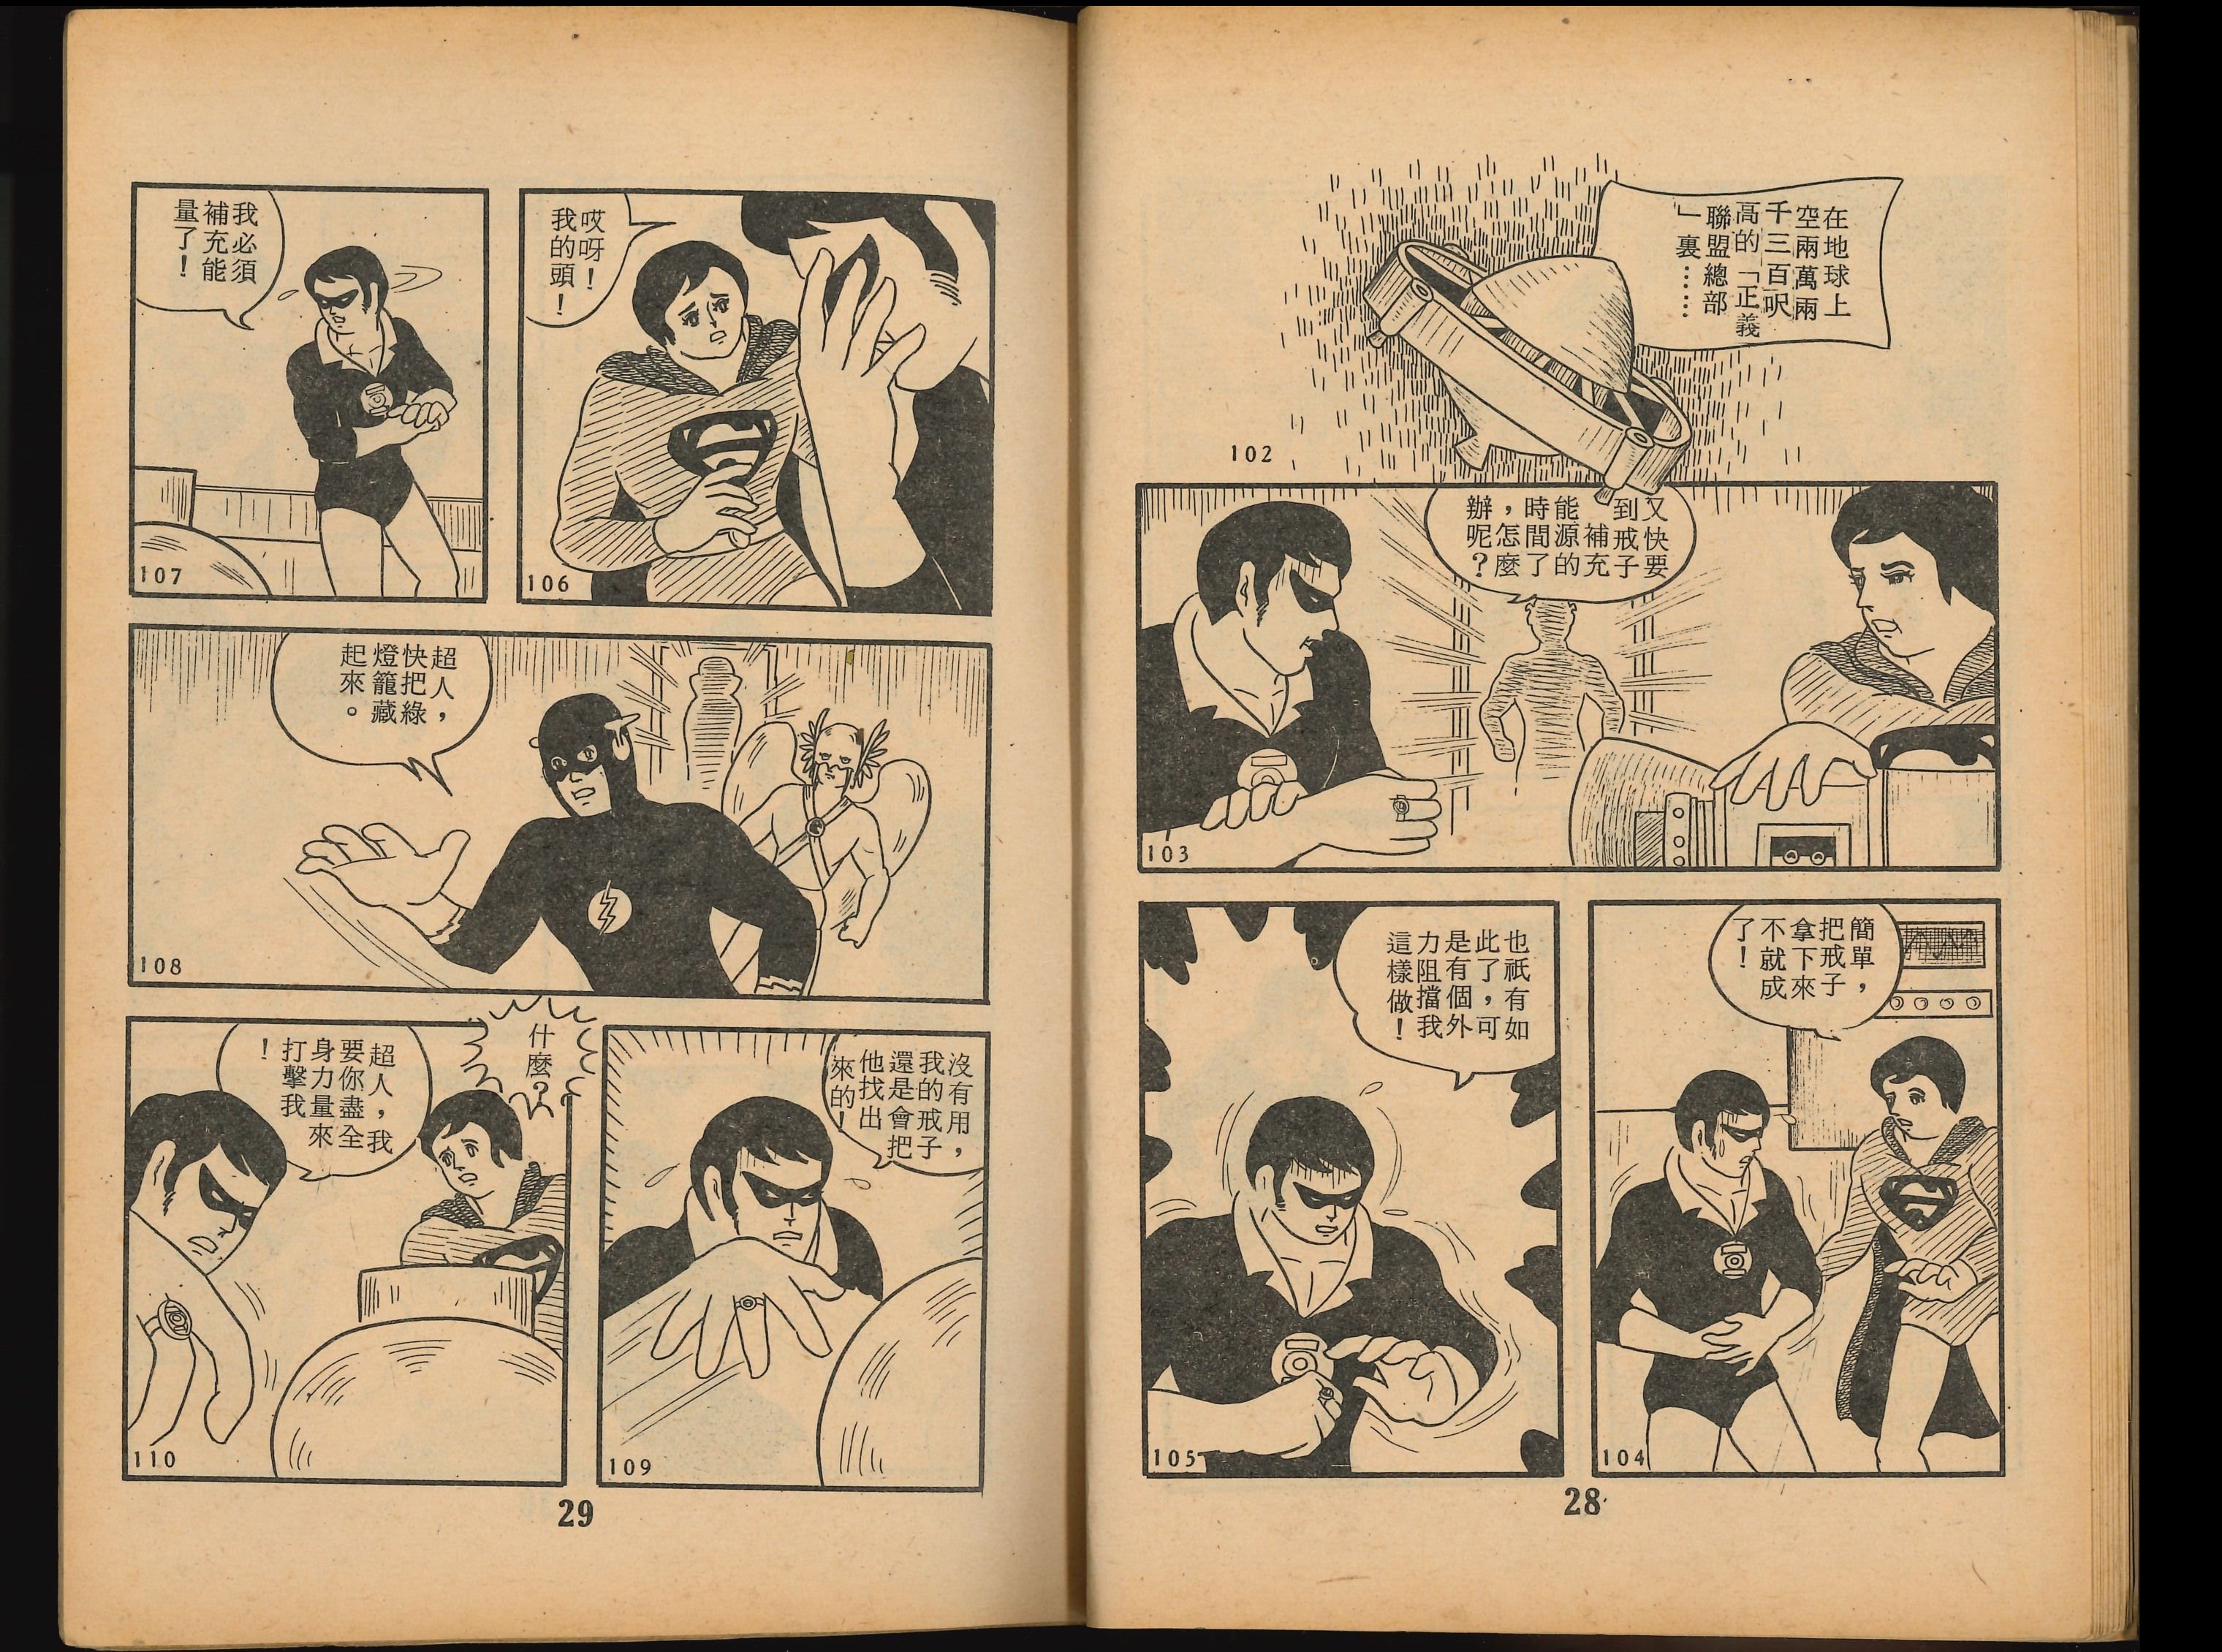 在地球上
空兩萬兩
千三百呎
高的「正義
聯盟總部
」裏……
102
又快要
到戒子
補充
能源的
時間了
，怎麼
辦呢？
103
簡單，
把戒子
拿下來
不就成
了！
104
也祇有如
此了，可
是有個外
力阻擋我
這樣做！
105
28
哎呀！
我的頭！
106
我必須
補充能
量了！
107
超人，
快把綠
燈籠藏
起來。
108
沒有用，
我的戒子
還是會把
他找出
來的！
109
什麼？
超人，我
要你盡全
身力量來
打擊我
！
110
29